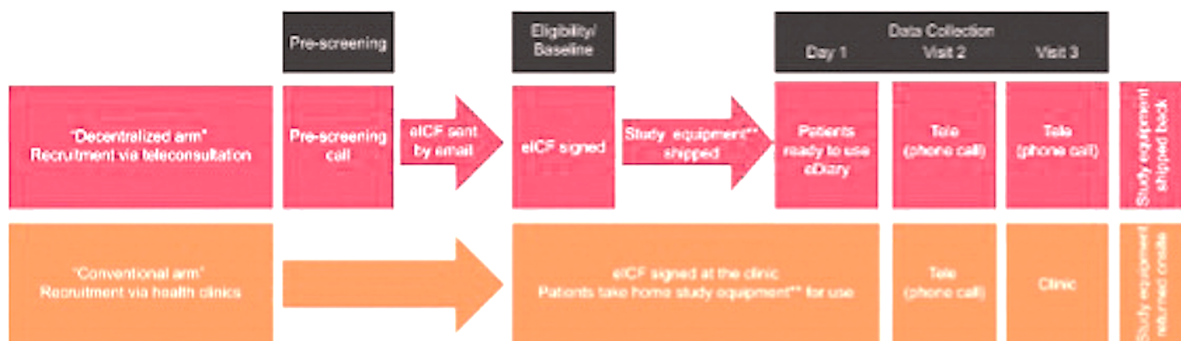 Pre-screening
Eligibility/
Baseline
Data Collection
Day 1
Visit 2
Visit 3
"Decentralized arm"
Recruitment via teleconsultation
Pre-screening
call
eICF sent
by email
eICF signed
Study equipment**
shipped
Patients
ready to use
eDiary
Tele
(phone call)
Tele
(phone call)
Study equipment
shipped back
"Conventional arm"
Recruitment via health clinics
eICF signed at the clinic
Patients take home study equipment** for use
Tele
(phone call)
Clinic
Study equipment
returned onsite